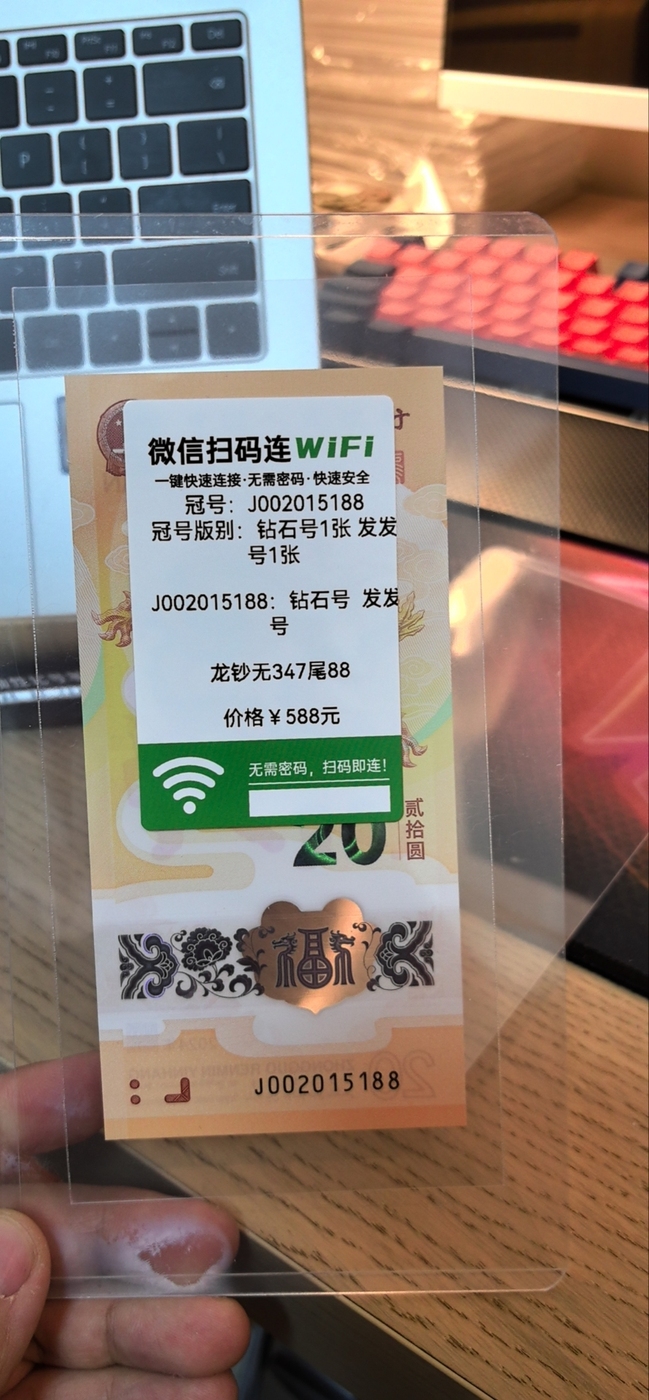 微信扫码连WiFi
一键快速连接·无需密码·快速安全
冠号：J002015188
冠号版别：钻石号1张 发发
号1张
J002015188：钻石号 发发
号
龙钞无347尾88
价格￥588元
无需密码，扫码即连！
20
贰拾圆
福
J002015188